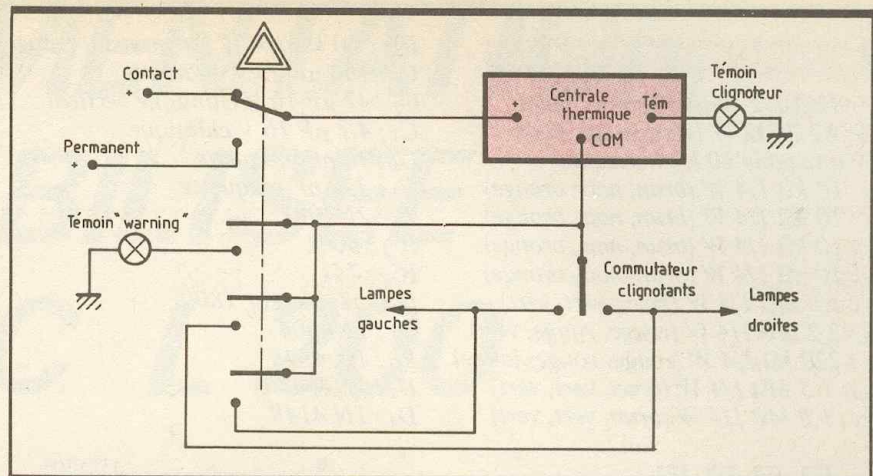 Contact
+
Permanent
+
Témoin "warning"
+
Centrale
thermique
Tém
COM
Témoin
clignoteur
Commutateur
clignotants
Lampes
gauches
Lampes
droites